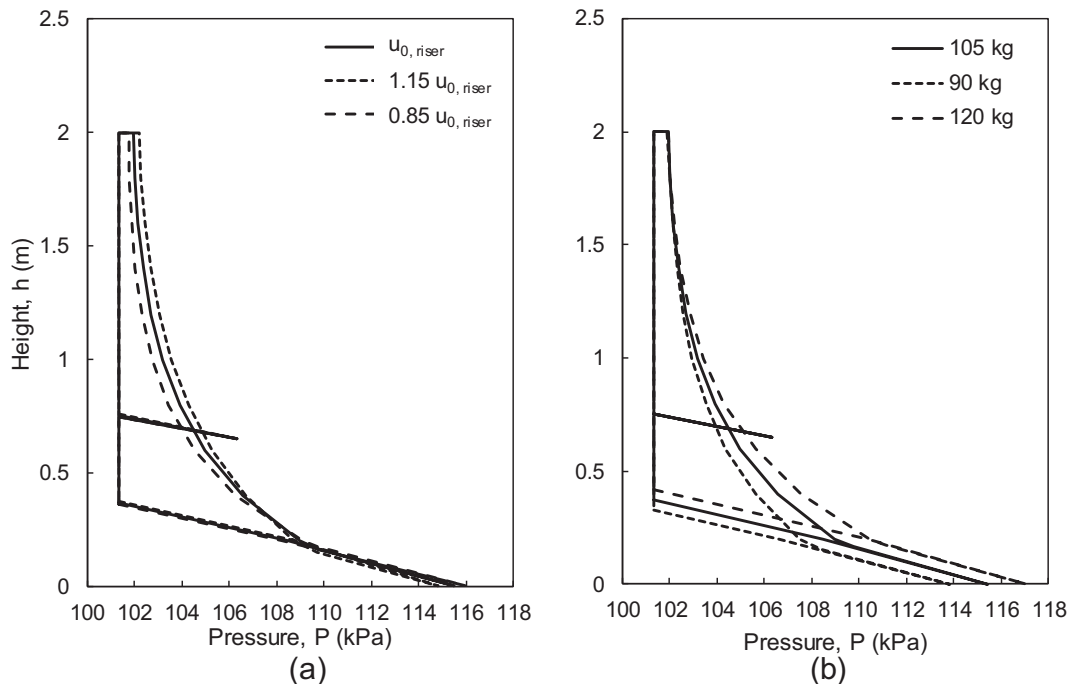 2.5
2
1.5
1
0.5
0
Height, h (m)
100 102 104 106 108 110 112 114 116 118
Pressure, P (kPa)
u0, riser
1.15 u0, riser
0.85 u0, riser
(a)
2.5
2
1.5
1
0.5
0
100 102 104 106 108 110 112 114 116 118
Pressure, P (kPa)
105 kg
90 kg
120 kg
(b)